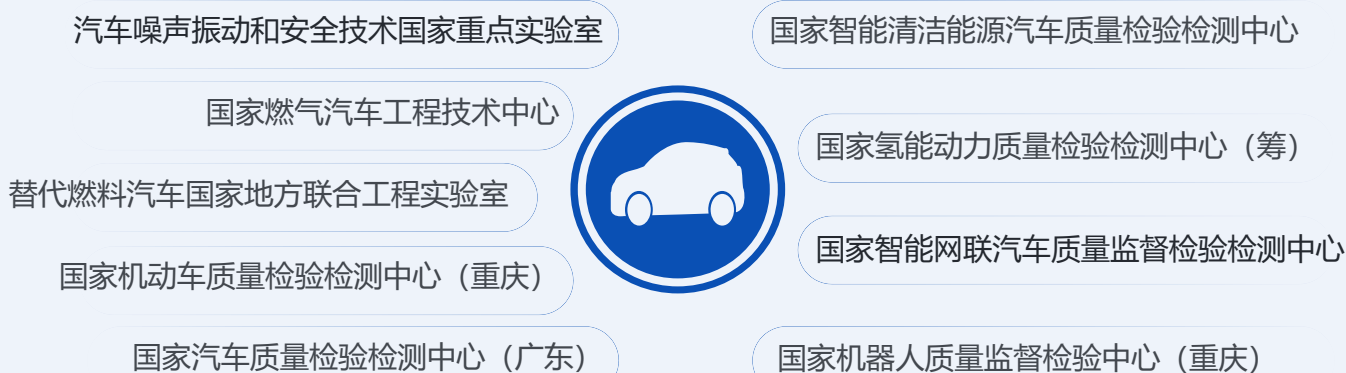 汽车噪声振动和安全技术国家重点实验室
国家燃气汽车工程技术中心
替代燃料汽车国家地方联合工程实验室
国家机动车质量检验检测中心（重庆）
国家汽车质量检验检测中心（广东）
国家智能清洁能源汽车质量检验检测中心
国家氢能动力质量检验检测中心（筹）
国家智能网联汽车质量监督检验检测中心
国家机器人质量监督检验中心（重庆）